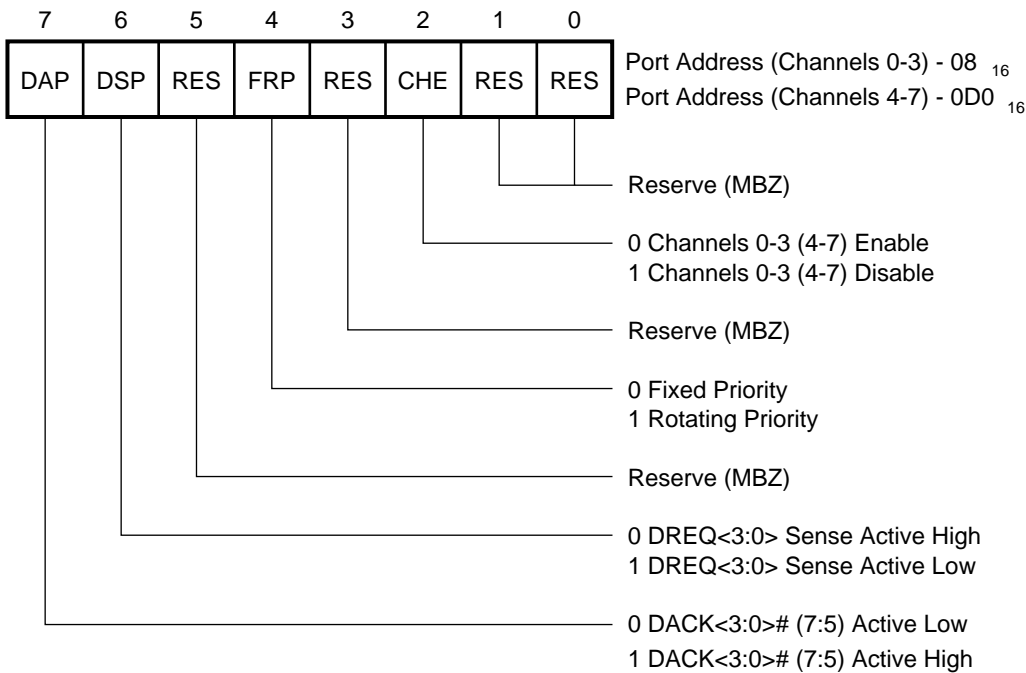 7 6 5 4 3 2 1 0
DAP DSP RES FRP RES CHE RES RES
Port Address (Channels 0-3) - 08 16
Port Address (Channels 4-7) - 0D0 16
Reserve (MBZ)
0 Channels 0-3 (4-7) Enable
1 Channels 0-3 (4-7) Disable
Reserve (MBZ)
0 Fixed Priority
1 Rotating Priority
Reserve (MBZ)
0 DREQ<3:0> Sense Active High
1 DREQ<3:0> Sense Active Low
0 DACK<3:0># (7:5) Active Low
1 DACK<3:0># (7:5) Active High